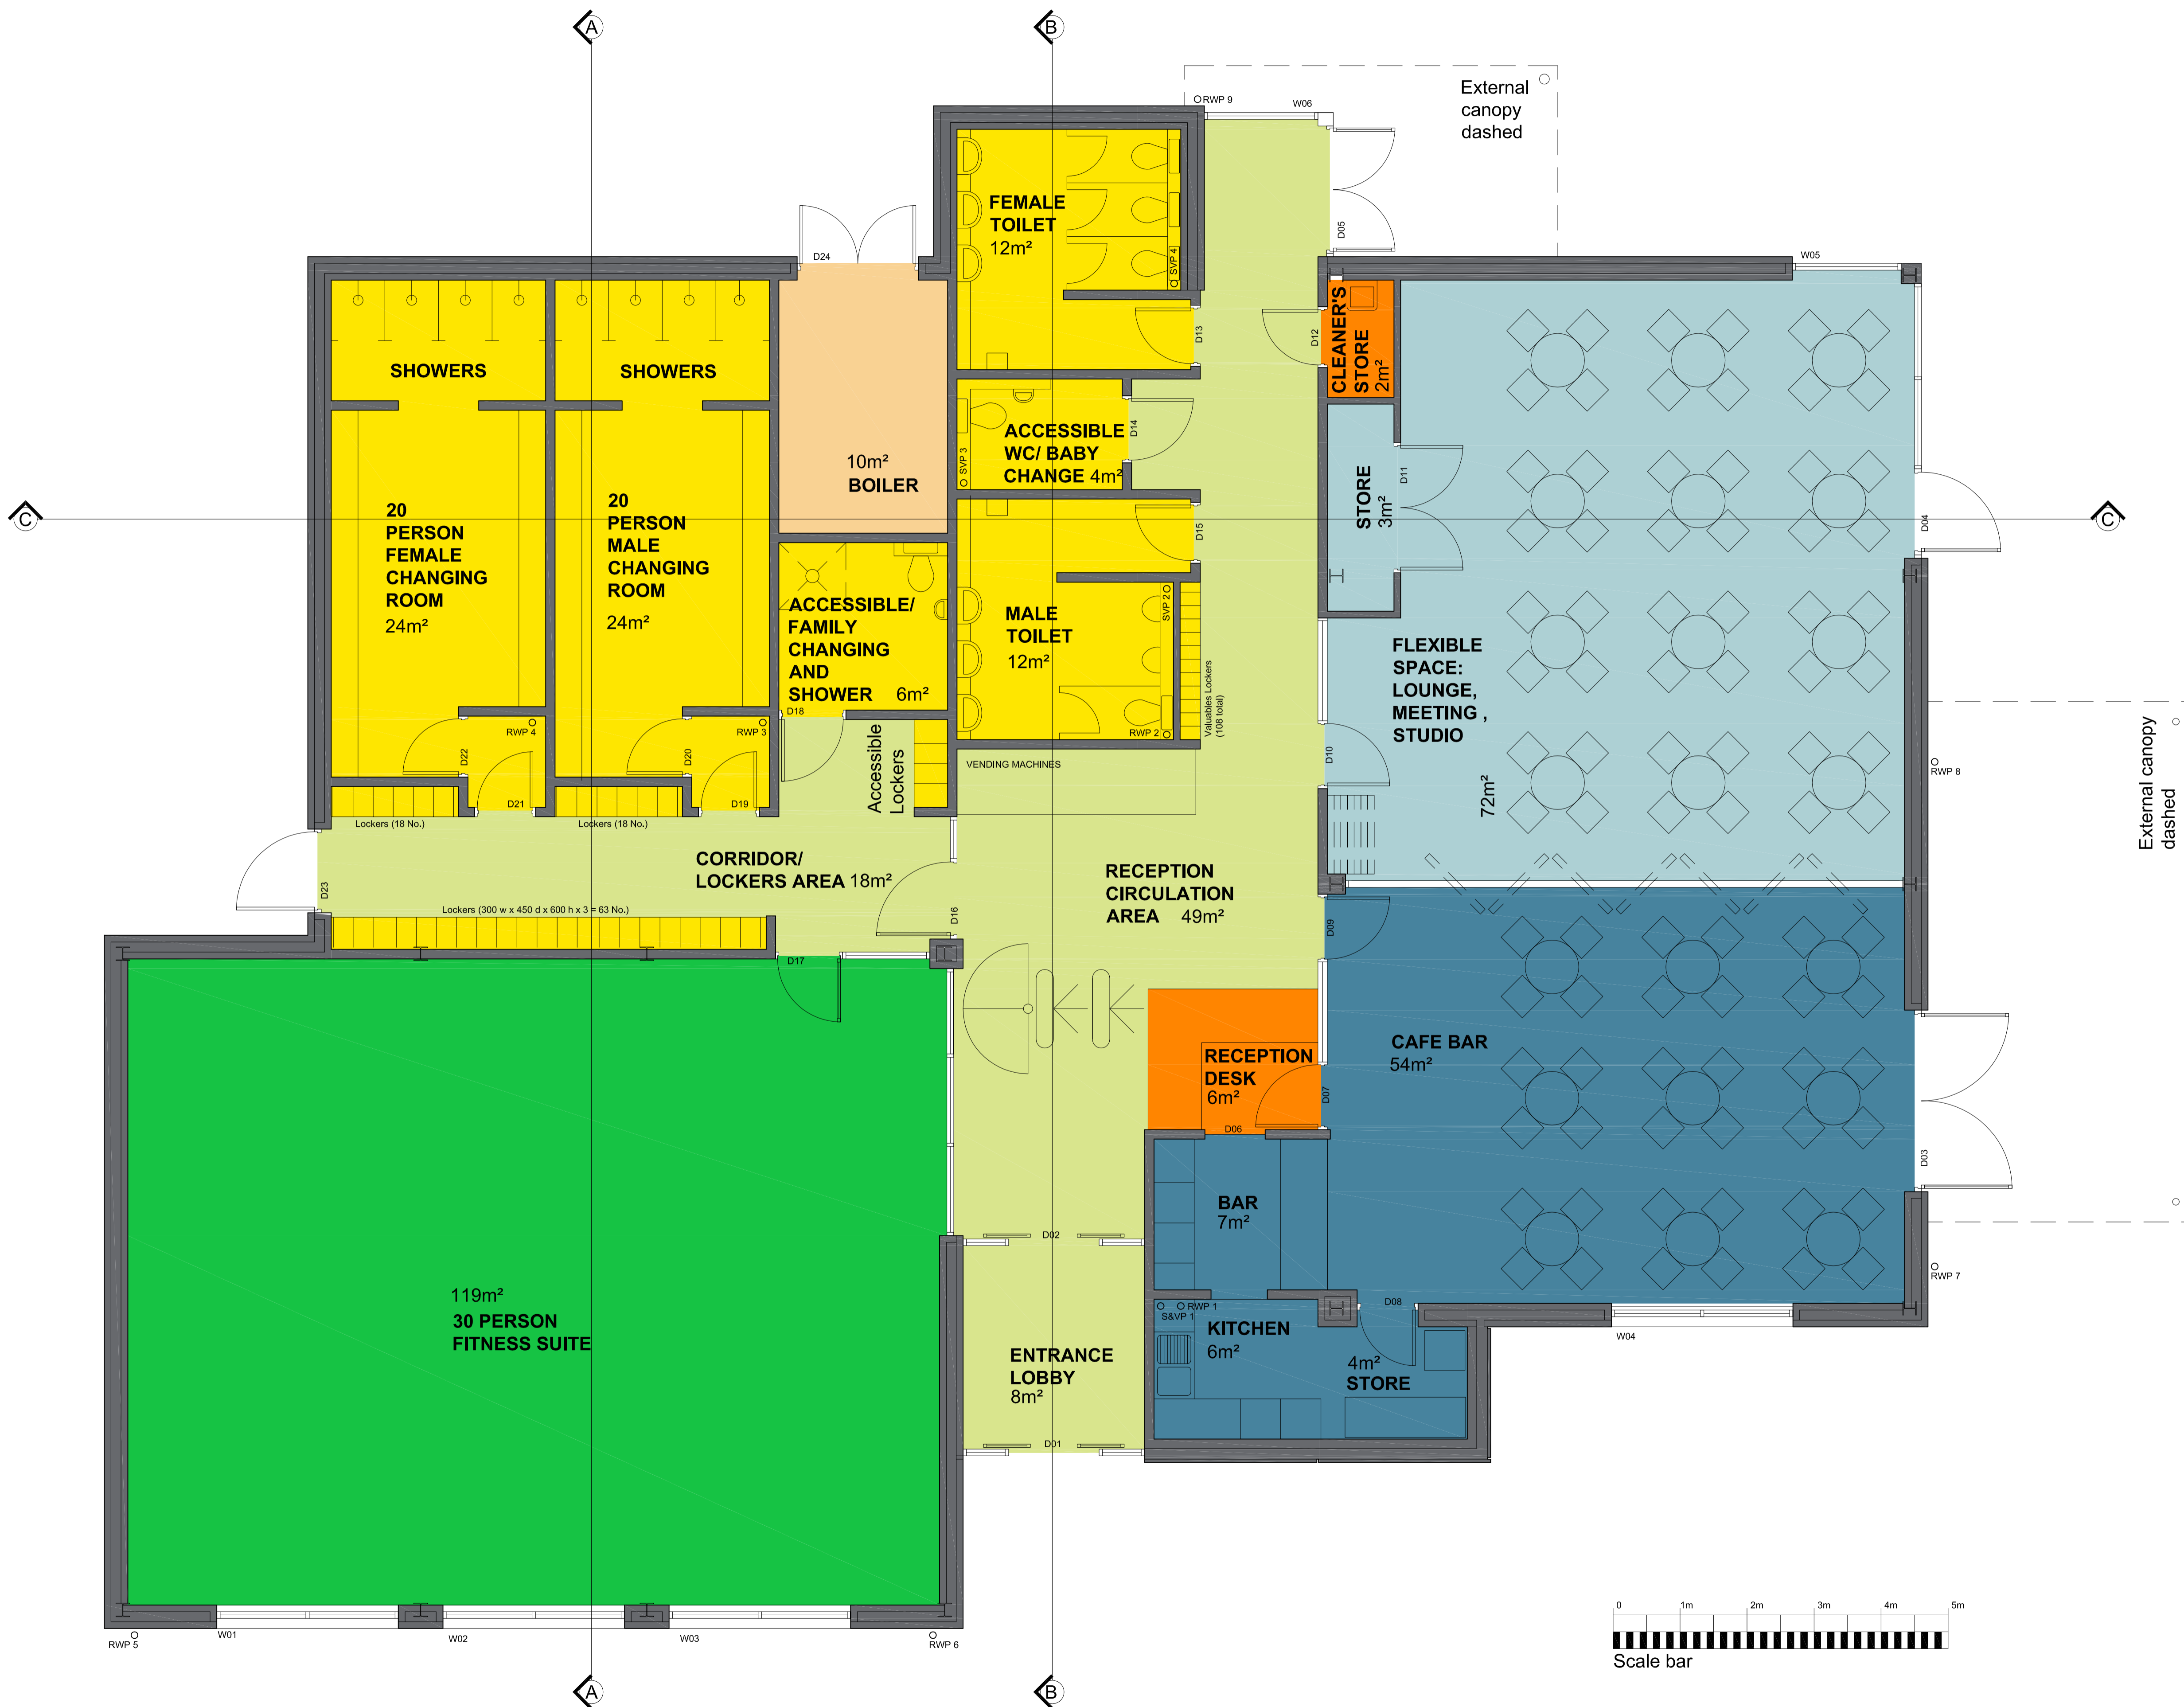 A
B
External
canopy
dashed
RWP 9
W06
D05
FEMALE
TOILET
12m²
SVP 4
D24
W05
SHOWERS
SHOWERS
D13
D12
CLEANER'S
STORE
2m²
10m²
BOILER
ACCESSIBLE
WC/ BABY
CHANGE 4m²
SVP 3
D14
STORE
3m²
D11
C
C
D04
20
PERSON
FEMALE
CHANGING
ROOM
24m²
20
PERSON
MALE
CHANGING
ROOM
24m²
D15
ACCESSIBLE/
FAMILY
CHANGING
AND
SHOWER 6m²
D18
MALE
TOILET
12m²
SVP 2
RWP 2
Valuables Lockers
(108 total)
FLEXIBLE
SPACE:
LOUNGE,
MEETING ,
STUDIO
72m²
External canopy
dashed
RWP 8
RWP 4
D22
D21
RWP 3
D20
D19
Accessible
Lockers
VENDING MACHINES
D10
Lockers (18 No.)
Lockers (18 No.)
D23
CORRIDOR/
LOCKERS AREA 18m²
RECEPTION
CIRCULATION
AREA 49m²
Lockers (300 w x 450 d x 600 h x 3 = 63 No.)
D16
D09
D17
RECEPTION
DESK
6m²
D07
D06
CAFE BAR
54m²
D03
BAR
7m²
D02
RWP 7
RWP 1
S&VP 1
D08
KITCHEN
6m²
4m²
STORE
W04
119m²
30 PERSON
FITNESS SUITE
ENTRANCE
LOBBY
8m²
D01
RWP 5
W01
W02
W03
RWP 6
0 1m 2m 3m 4m 5m
Scale bar
A
B